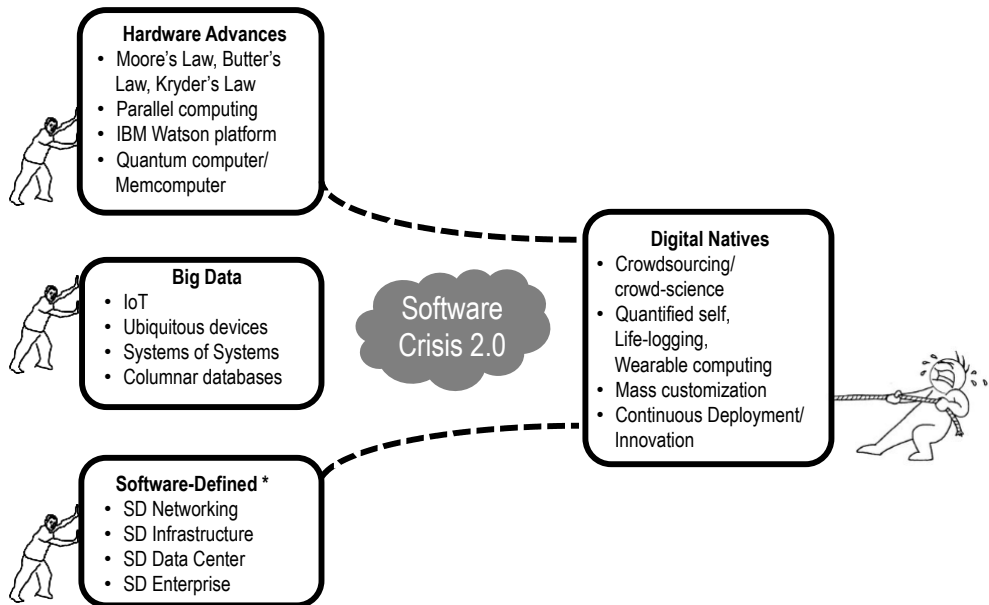 Hardware Advances
• Moore's Law, Butter's
Law, Kryder's Law
• Parallel computing
• IBM Watson platform
• Quantum computer/
Memcomputer
Big Data
• IoT
• Ubiquitous devices
• Systems of Systems
• Columnar databases
Software-Defined *
• SD Networking
• SD Infrastructure
• SD Data Center
• SD Enterprise
Software
Crisis 2.0
Digital Natives
• Crowdsourcing/
crowd-science
• Quantified self,
Life-logging,
Wearable computing
• Mass customization
• Continuous Deployment/
Innovation